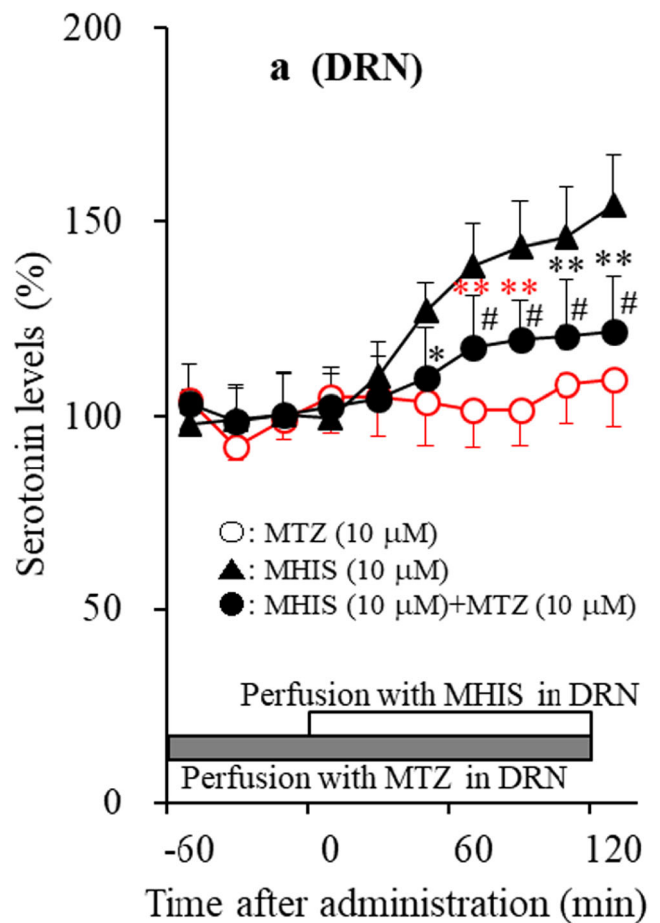 200
a (DRN)
150
** **
** **
# # # #
*
100
Serotonin levels (%)
: MTZ (10 μM)
: MHIS (10 μM)
: MHIS (10 μM)+MTZ (10 μM)
50
Perfusion with MHIS in DRN
Perfusion with MTZ in DRN
0
-60 0 60 120
Time after administration (min)